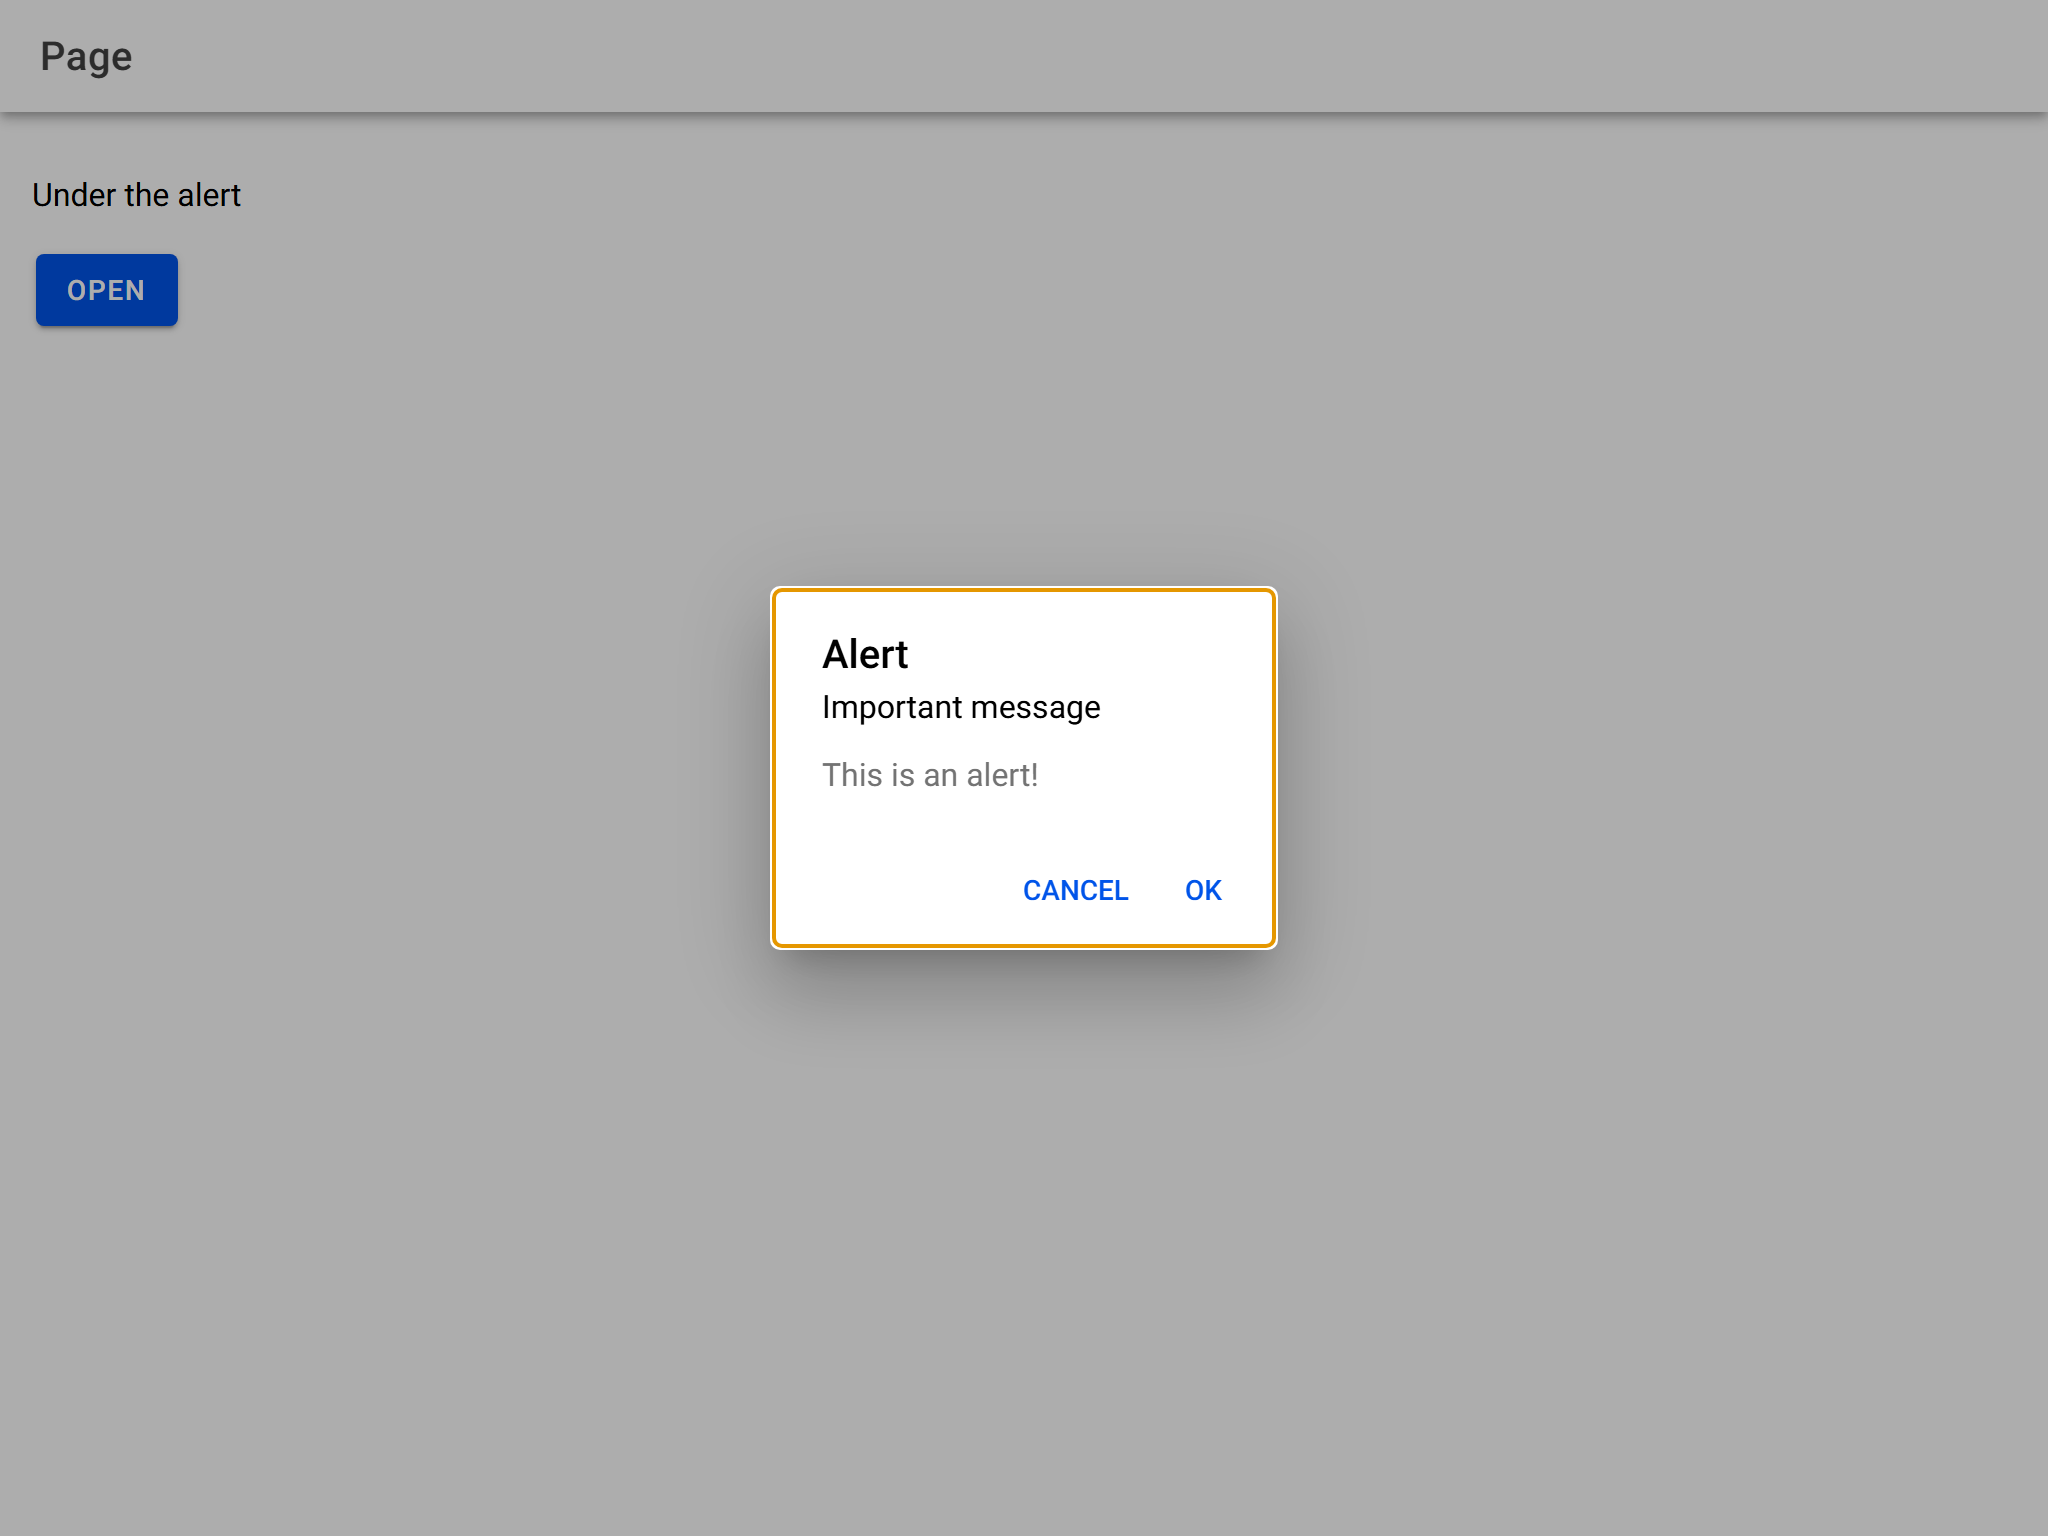 Page
Under the alert
OPEN
Alert
Important message
This is an alert!
CANCEL OK